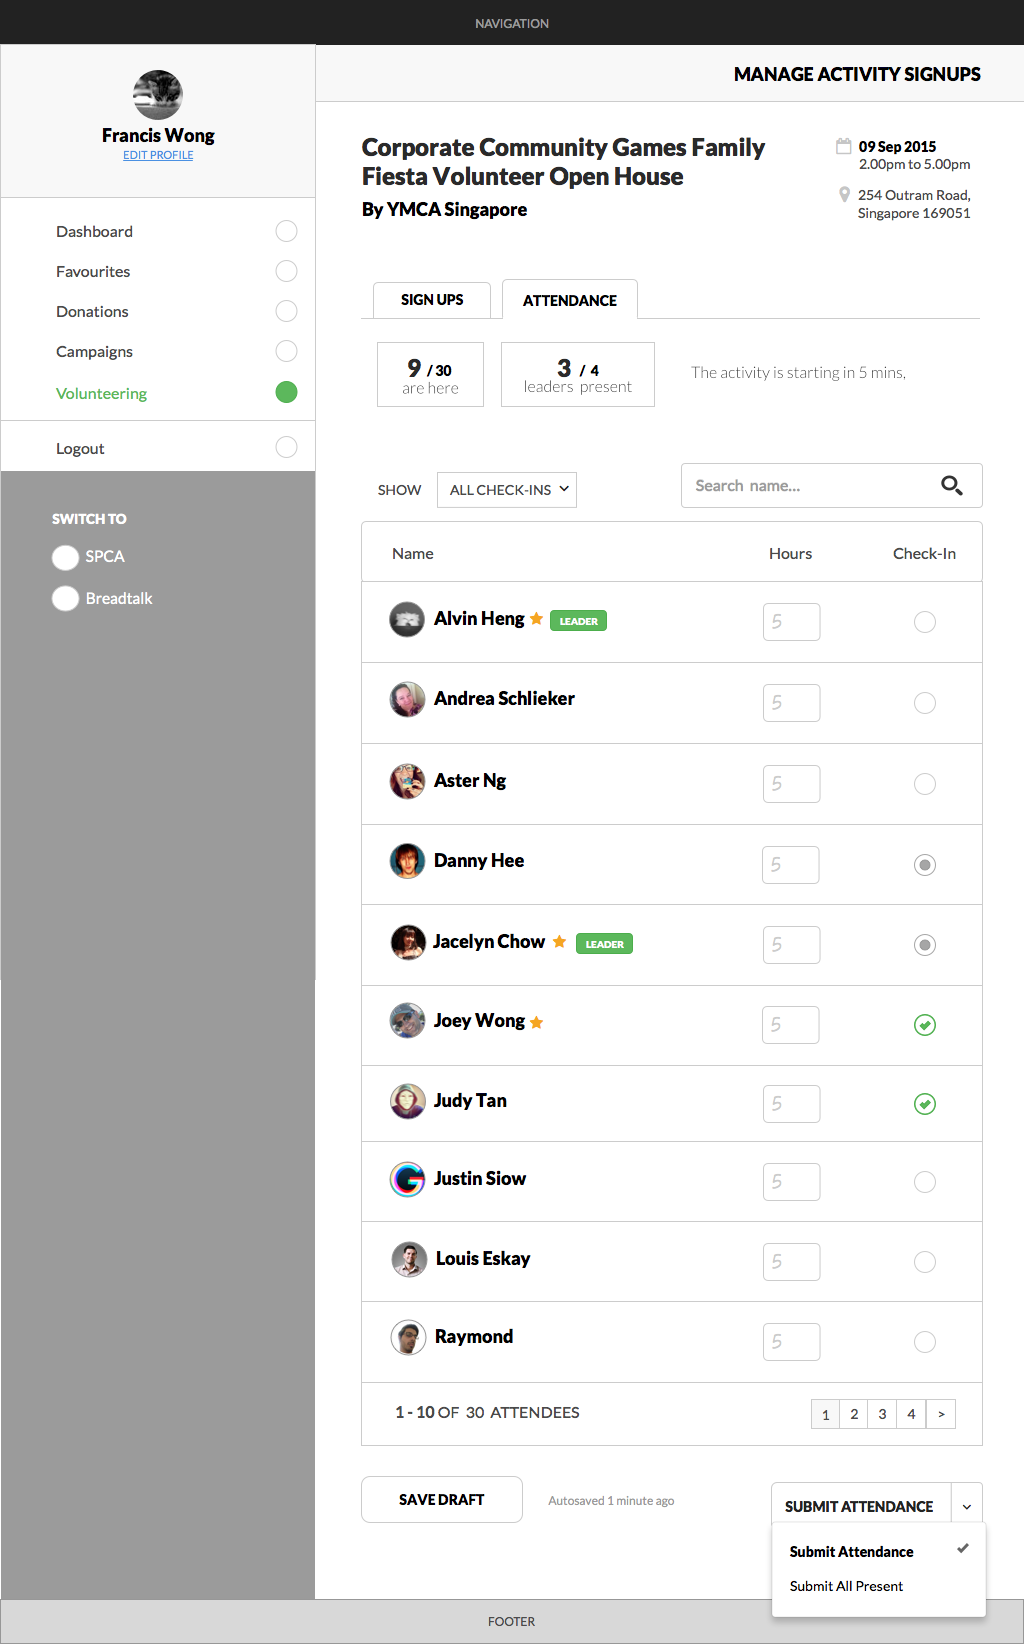 NAVIGATION
MANAGE ACTIVITY SIGNUPS
Francis Wong
EDIT PROFILE
Dashboard
Favourites
Donations
Campaigns
Volunteering
Logout
SWITCH TO
SPCA
Breadtalk
Corporate Community Games Family
Fiesta Volunteer Open House
By YMCA Singapore
09 Sep 2015
2.00pm to 5.00pm
254 Outram Road,
Singapore 169051
SIGN UPS
ATTENDANCE
9 / 30
are here
3 / 4
leaders present
The activity is starting in 5 mins,
SHOW
ALL CHECK-INS
Search name...
Name Hours Check-In
Alvin Heng LEADER 5
Andrea Schlieker 5
Aster Ng 5
Danny Hee 5
Jacelyn Chow LEADER 5
Joey Wong 5
Judy Tan 5
Justin Siow 5
Louis Eskay 5
Raymond 5
1 - 10 OF 30 ATTENDEES
1 2 3 4 >
SAVE DRAFT
Autosaved 1 minute ago
SUBMIT ATTENDANCE
Submit Attendance
Submit All Present
FOOTER